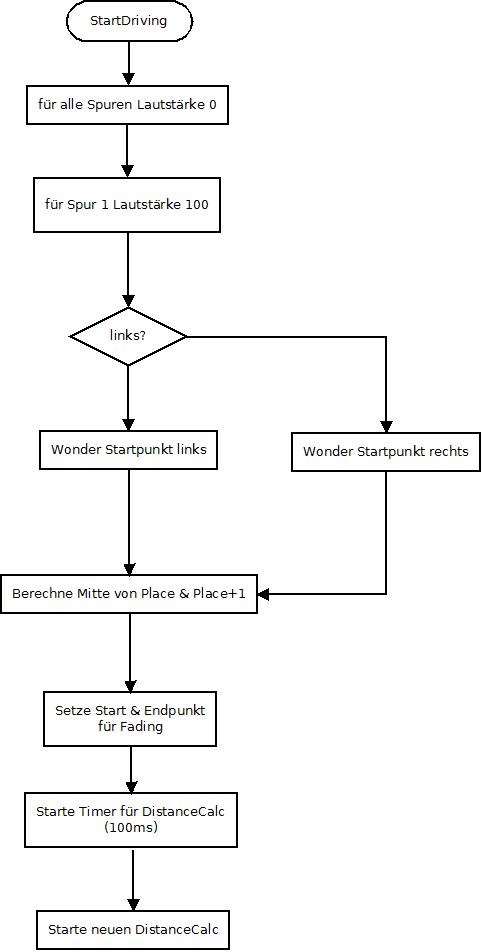 StartDriving
für alle Spuren Lautstärke 0
für Spur 1 Lautstärke 100
links?
Wonder Startpunkt links
Wonder Startpunkt rechts
Berechne Mitte von Place & Place+1
Setze Start & Endpunkt
für Fading
Starte Timer für DistanceCalc
(100ms)
Starte neuen DistanceCalc